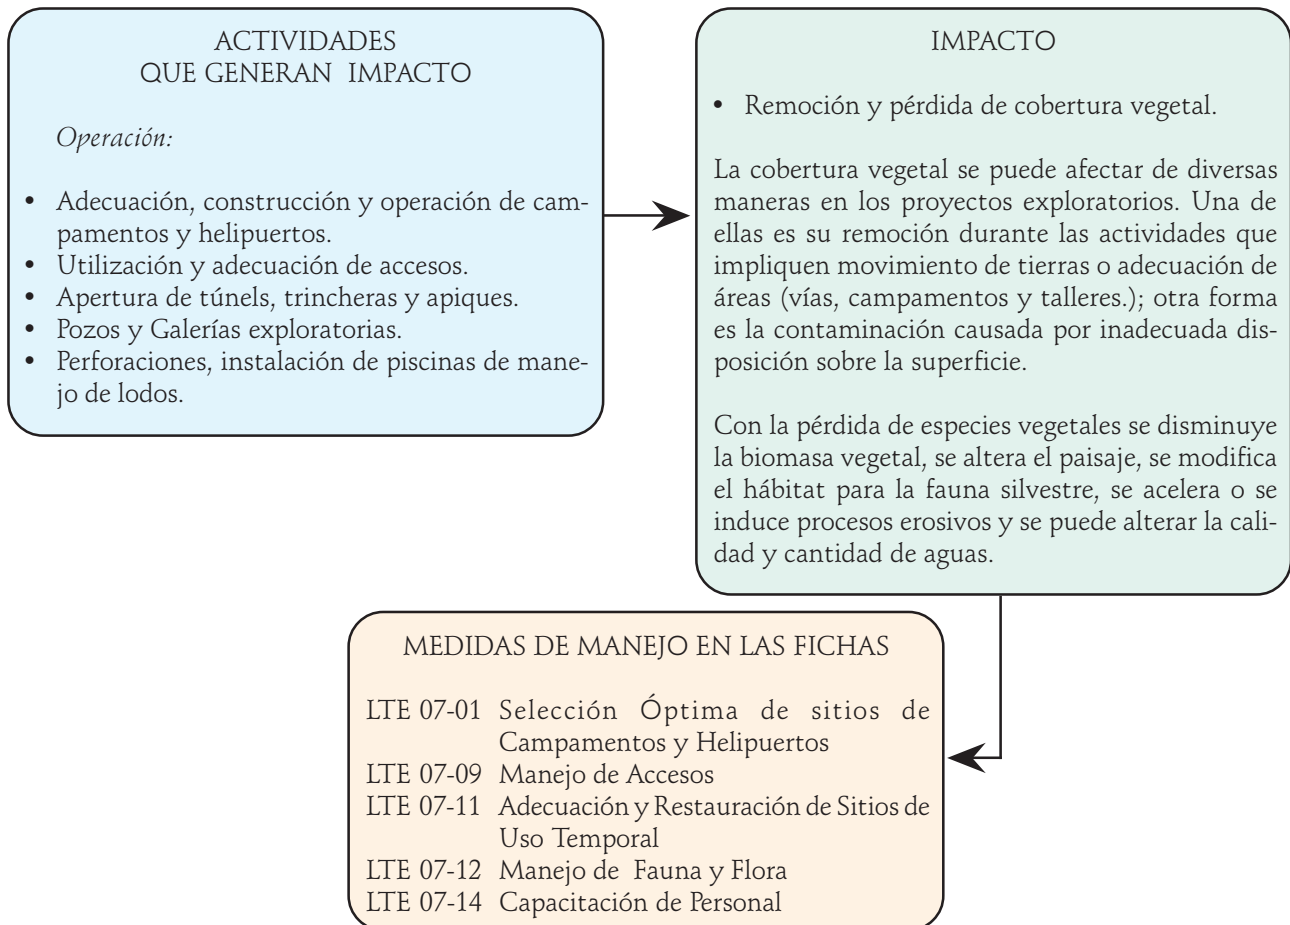 ACTIVIDADES
QUE GENERAN IMPACTO
Operación:
• Adecuación, construcción y operación de cam-
pamentos y helipuertos.
• Utilización y adecuación de accesos.
• Apertura de túnels, trincheras y apiques.
• Pozos y Galerías exploratorias.
• Perforaciones, instalación de piscinas de mane-
jo de lodos.
IMPACTO
• Remoción y pérdida de cobertura vegetal.
La cobertura vegetal se puede afectar de diversas
maneras en los proyectos exploratorios. Una de
ellas es su remoción durante las actividades que
impliquen movimiento de tierras o adecuación de
áreas (vías, campamentos y talleres.); otra forma
es la contaminación causada por inadecuada dis-
posición sobre la superficie.
Con la pérdida de especies vegetales se disminuye
la biomasa vegetal, se altera el paisaje, se modifica
el hábitat para la fauna silvestre, se acelera o se
induce procesos erosivos y se puede alterar la cali-
dad y cantidad de aguas.
MEDIDAS DE MANEJO EN LAS FICHAS
LTE 07-01 Selección Óptima de sitios de
Campamentos y Helipuertos
LTE 07-09 Manejo de Accesos
LTE 07-11 Adecuación y Restauración de Sitios de
Uso Temporal
LTE 07-12 Manejo de Fauna y Flora
LTE 07-14 Capacitación de Personal